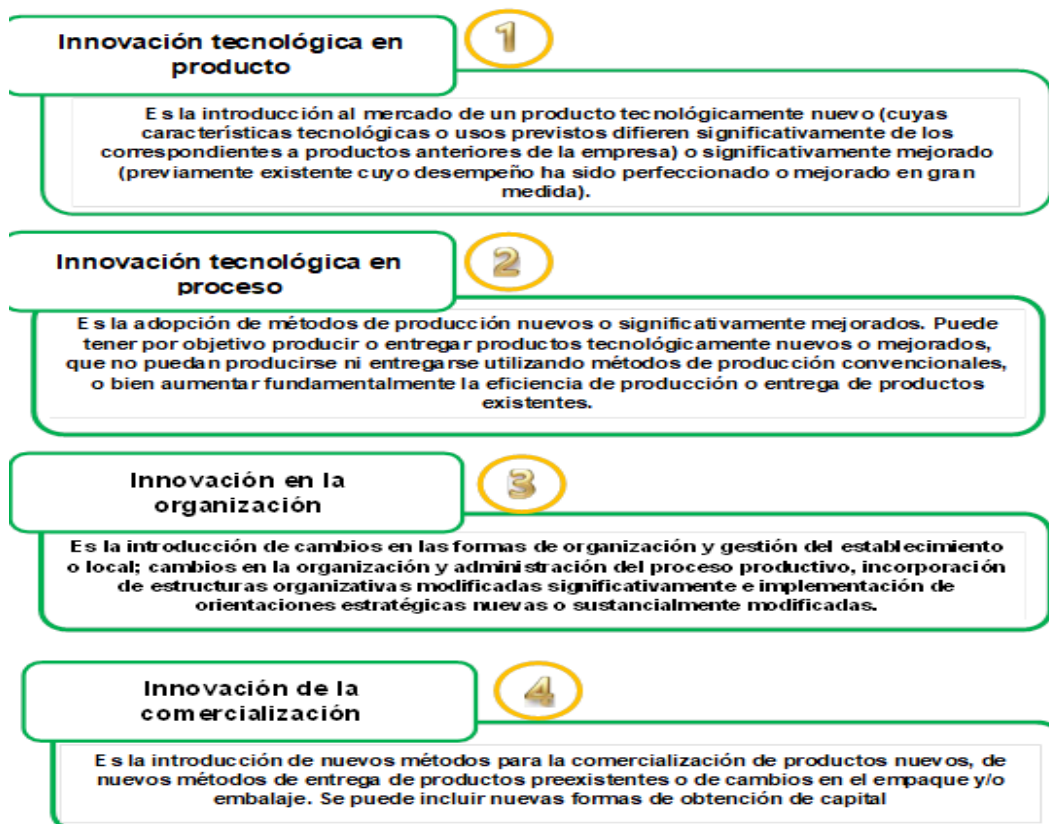 Innovación tecnológica en
producto
1
Es la introducción al mercado de un producto tecnológicamente nuevo (cuyas
características tecnológicas o usos previstos difieren significativamente de los
correspondientes a productos anteriores de la empresa) o significativamente mejorado
(previamente existente cuyo desempeño ha sido perfeccionado o mejorado en gran
medida).
Innovación tecnológica en
proceso
2
Es la adopción de métodos de producción nuevos o significativamente mejorados. Puede
tener por objetivo producir o entregar productos tecnológicamente nuevos o mejorados,
que no puedan producirse ni entregarse utilizando métodos de producción convencionales,
o bien aumentar fundamentalmente la eficiencia de producción o entrega de productos
existentes.
Innovación en la
organización
3
Es la introducción de cambios en las formas de organización y gestión del establecimiento
o local; cambios en la organización y administración del proceso productivo, incorporación
de estructuras organizativas modificadas significativamente e implementación de
orientaciones estratégicas nuevas o sustancialmente modificadas.
Innovación de la
comercialización
4
Es la introducción de nuevos métodos para la comercialización de productos nuevos, de
nuevos métodos de entrega de productos preexistentes o de cambios en el empaque y/o
embalaje. Se puede incluir nuevas formas de obtención de capital